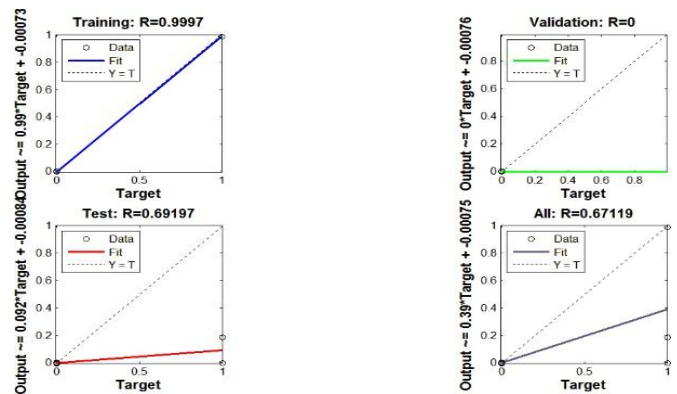 Training: R=0.9997
Output ~= 0.99*Target + -0.00073
1
0.8
0.6
0.4
0.2
0
Data
Fit
Y = T
0
0.5
1
Target
Validation: R=0
Output ~= 0*Target + -0.00076
0.8
0.6
0.4
0.2
0
Data
Fit
Y = T
0
0.2
0.4
0.6
0.8
Target
Test: R=0.69197
Output ~= 0.092*Target + -0.00084
1
0.8
0.6
0.4
0.2
0
Data
Fit
Y = T
0
0.5
1
Target
All: R=0.67119
Output ~= 0.39*Target + -0.00075
1
0.8
0.6
0.4
0.2
0
Data
Fit
Y = T
0
0.5
1
Target